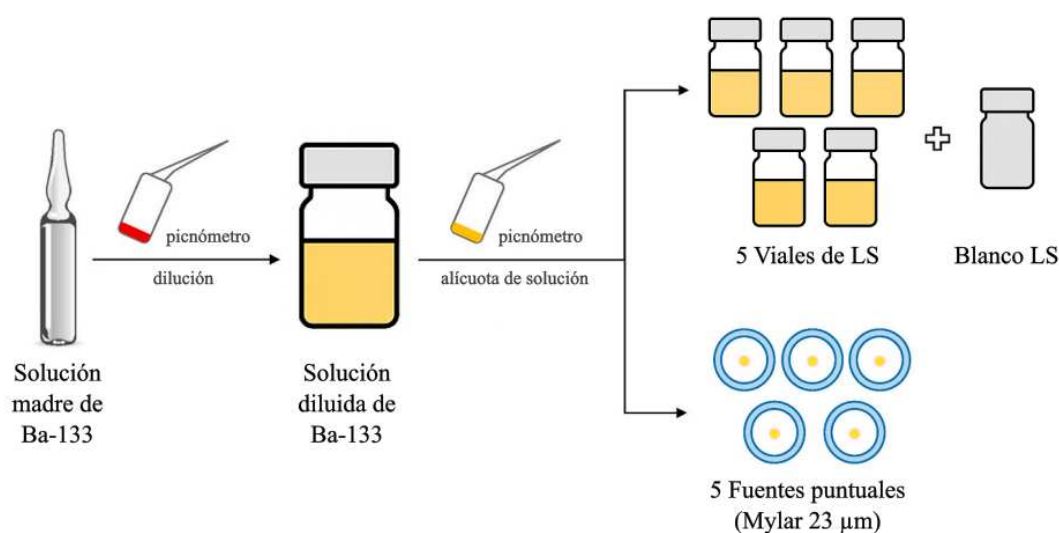 Solución
madre de
Ba-133
picnómetro
dilución
Solución
diluida de
Ba-133
picnómetro
alícuota de solución
5 Viales de LS
Blanco LS
5 Fuentes puntuales
(Mylar 23 µm)